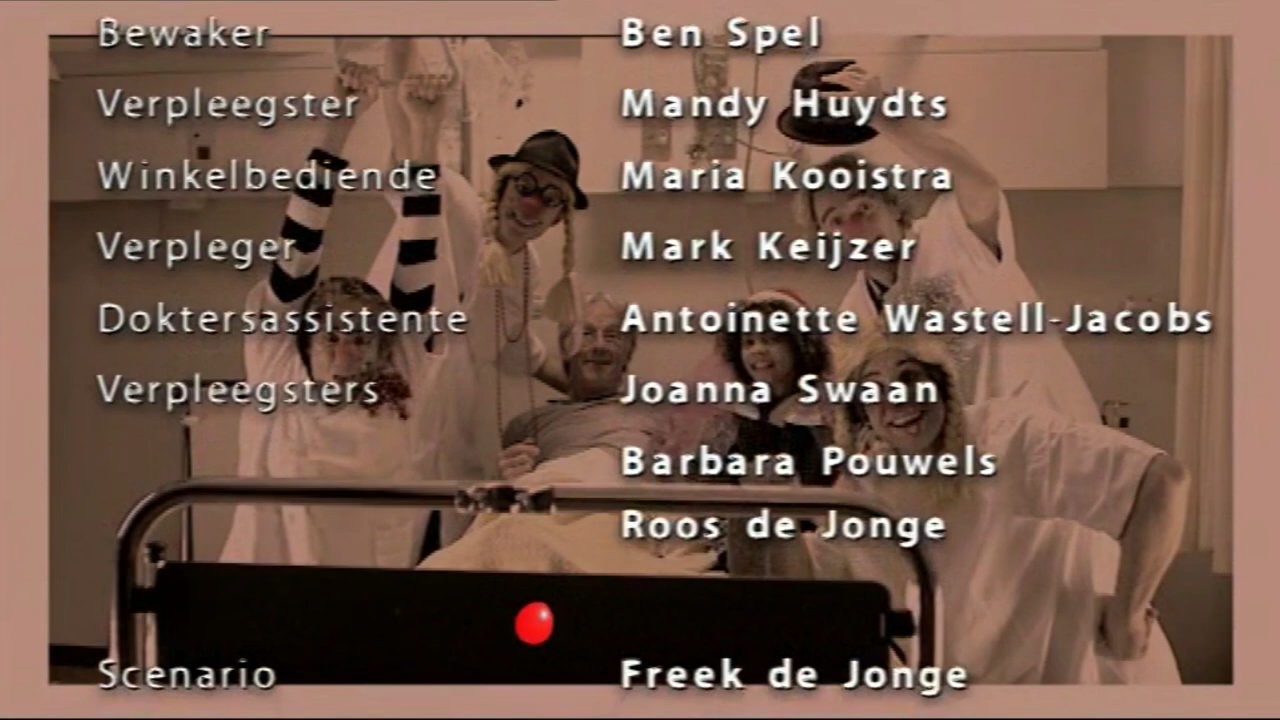 Bewaker Ben Spel
Verpleegster Mandy Huydts
Winkelbediende Maria Kooistra
Verpleger Mark Keijzer
Doktersassistente Antoinette Wastell-Jacobs
Verpleegsters Joanna Swaan
Barbara Pouwels
Roos de Jonge
Scenario Freek de Jonge